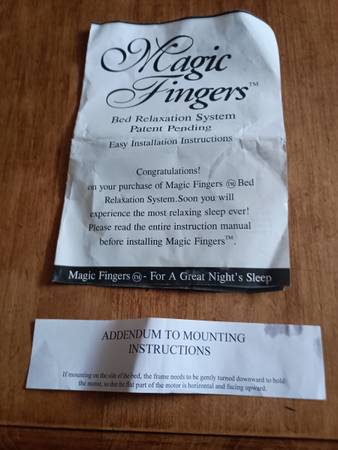 Magic
Fingers™
Bed Relaxation System
Patent Pending
Easy Installation Instructions
Congratulations!
on your purchase of Magic Fingers ™ Bed
Relaxation System.Soon you will
experience the most relaxing sleep ever!
Please read the entire instruction manual
before installing Magic Fingers™.
Magic Fingers ™ - For A Great Night's Sleep
ADDENDUM TO MOUNTING
INSTRUCTIONS
If mounting on the side of the bed, the frame needs to be gently turned downward to hold
the motor, so the flat part of the motor is horizontal and facing upward.